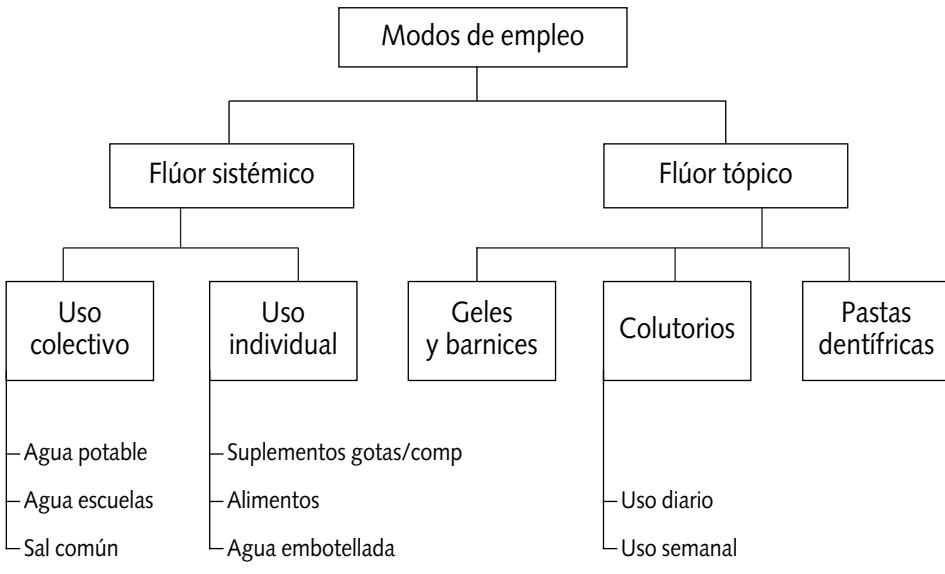 Modos de empleo
Flúor sistémico
Flúor tópico
Uso
colectivo
Uso
individual
Geles
y barnices
Colutorios
Pastas
dentífricas
Agua potable
Agua escuelas
Sal común
Suplementos gotas/comp
Alimentos
Agua embotellada
Uso diario
Uso semanal